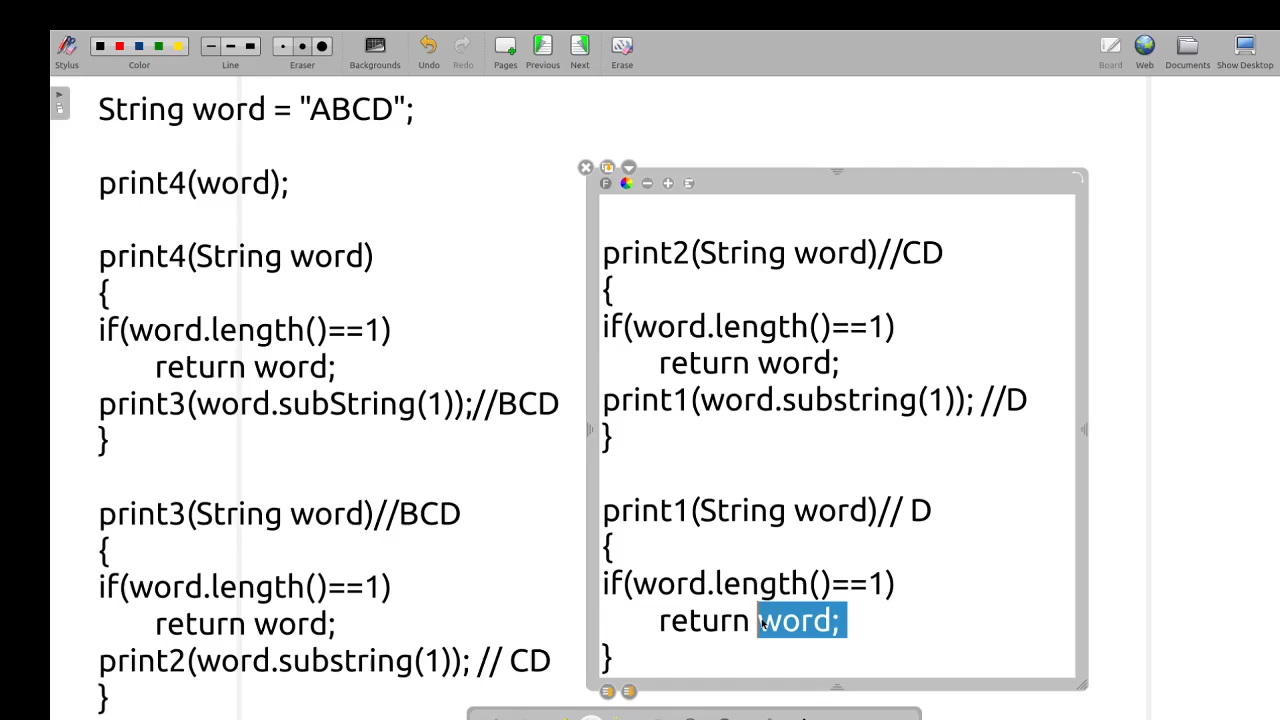 Stylus
Color
Line
Eraser
Backgrounds
Undo
Redo
Pages
Previous
Next
Erase
Board
Web
Documents
Show Desktop
String word = "ABCD";
print4(word);
print4(String word)
{
if(word.length()==1)
return word;
print3(word.subString(1));//BCD
}
print3(String word)//BCD
{
if(word.length()==1)
return word;
print2(word.substring(1)); // CD
}
F
print2(String word)//CD
{
if(word.length()==1)
return word;
print1(word.substring(1)); //D
}
print1(String word)// D
{
if(word.length()==1)
return word;
}